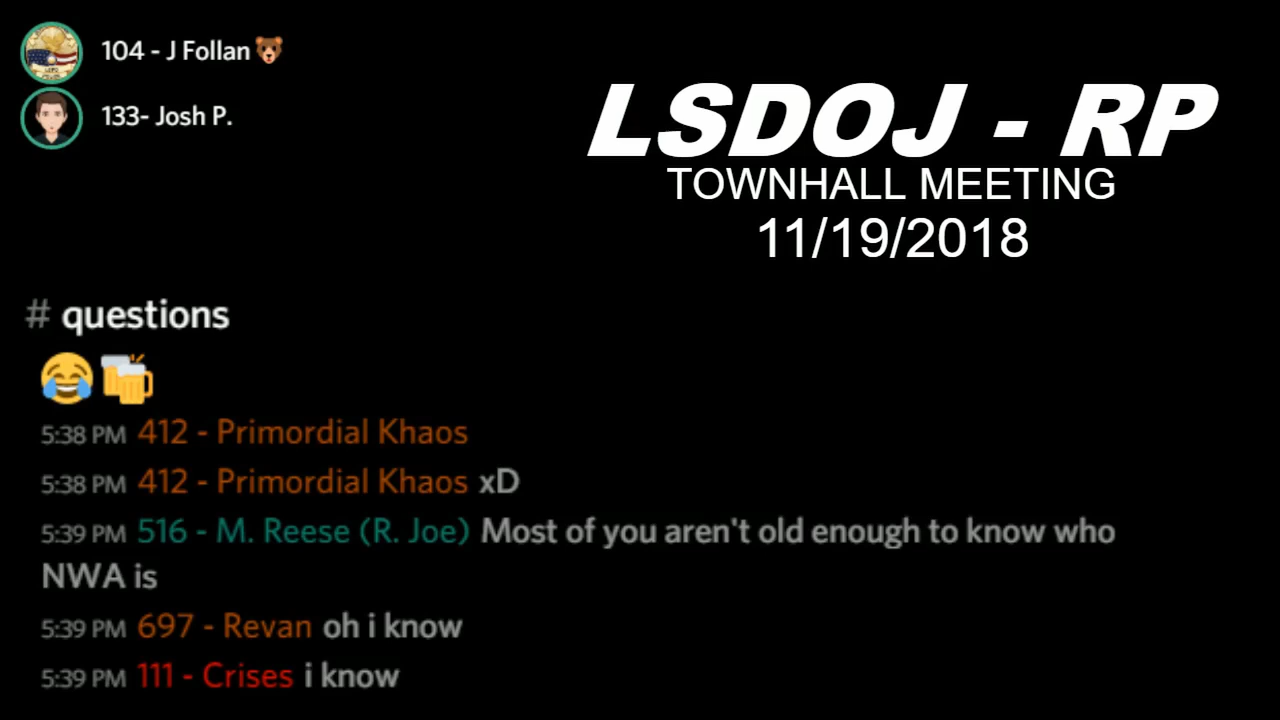 104 - J Follan🐻
133- Josh P.
LSDOJ - RP
TOWNHALL MEETING
11/19/2018
# questions
😂🍻
5:38 PM 412 - Primordial Khaos
5:38 PM 412 - Primordial Khaos xD
5:39 PM 516 - M. Reese (R. Joe) Most of you aren't old enough to know who
NWA is
5:39 PM 697 - Revan oh i know
5:39 PM 111 - Crises i know